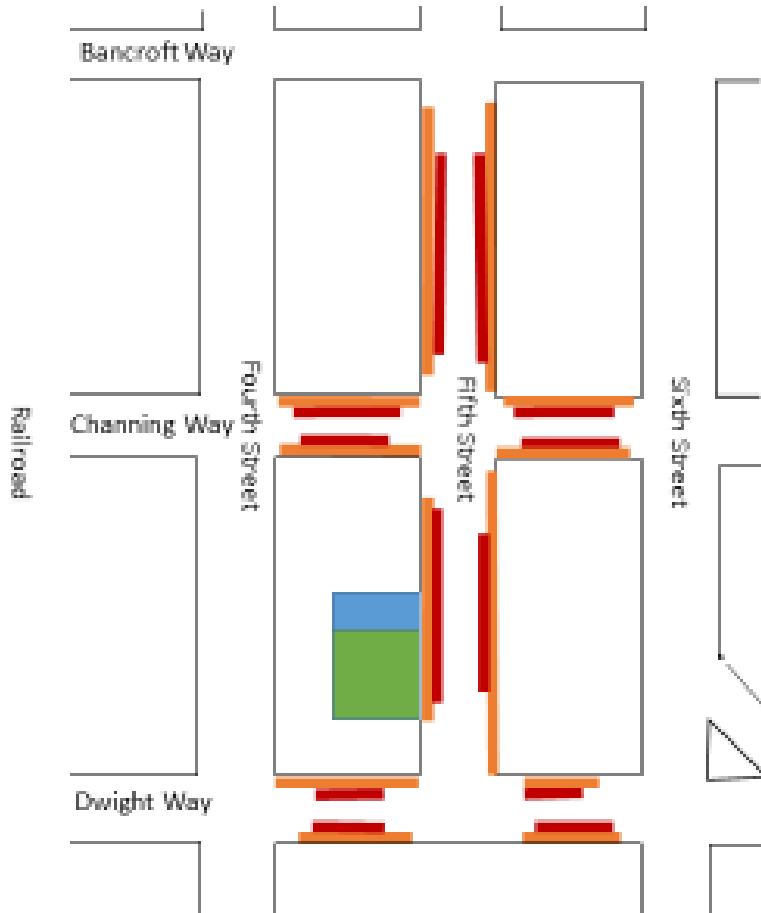 Bancroft Way
Fourth Street
Fifth Street
Sixth Street
Railroad
Channing Way
Dwight Way